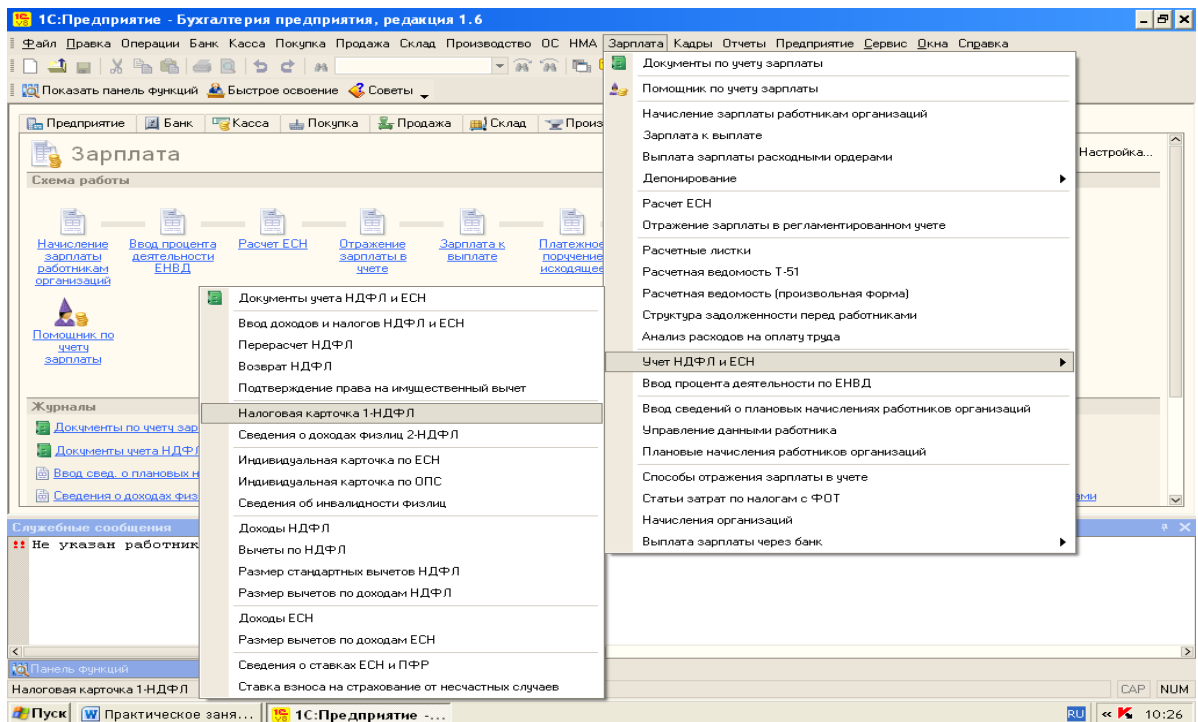 1С:Предприятие - Бухгалтерия предприятия, редакция 1.6
Файл Правка Операции Банк Касса Покупка Продажа Склад Производство ОС НМА Зарплата Кадры Отчеты Предприятие Сервис Окна Справка
Показать панель функций Быстрое освоение Советы
Предприятие Банк Касса Покупка Продажа Склад Произ
Зарплата
Настройка...
Схема работы
Начисление зарплаты работникам организаций
Ввод процента деятельности ЕНВД
Расчет ЕСН
Отражение зарплаты в учете
Зарплата к выплате
Платежное поручение исходящее
Помощник по учету зарплаты
Журналы
Документы по учету зар
Документы учета НДФЛ
Ввод свед. о плановых н
Сведения о доходах физ
ами
Документы по учету зарплаты
Помощник по учету зарплаты
Начисление зарплаты работникам организаций
Зарплата к выплате
Выплата зарплаты расходными ордерами
Депонирование
Расчет ЕСН
Отражение зарплаты в регламентированном учете
Расчетные листки
Расчетная ведомость Т-51
Расчетная ведомость (произвольная форма)
Структура задолженности перед работниками
Анализ расходов на оплату труда
Учет НДФЛ и ЕСН
Ввод процента деятельности по ЕНВД
Ввод сведений о плановых начислениях работников организаций
Управление данными работника
Плановые начисления работников организаций
Способы отражения зарплаты в учете
Статьи затрат по налогам с ФОТ
Начисления организаций
Выплата зарплаты через банк
Документы учета НДФЛ и ЕСН
Ввод доходов и налогов НДФЛ и ЕСН
Перерасчет НДФЛ
Возврат НДФЛ
Подтверждение права на имущественный вычет
Налоговая карточка 1-НДФЛ
Сведения о доходах физлиц 2-НДФЛ
Индивидуальная карточка по ЕСН
Индивидуальная карточка по ОПС
Сведения об инвалидности физлиц
Доходы НДФЛ
Вычеты по НДФЛ
Размер стандартных вычетов НДФЛ
Размер вычетов по доходам НДФЛ
Доходы ЕСН
Размер вычетов по доходам ЕСН
Сведения о ставках ЕСН и ПФР
Ставка взноса на страхование от несчастных случаев
Служебные сообщения
!! Не указан работник
Панель функций
Налоговая карточка 1-НДФЛ
CAP NUM
Пуск Практическое заня... 1С:Предприятие -... RU « 10:26